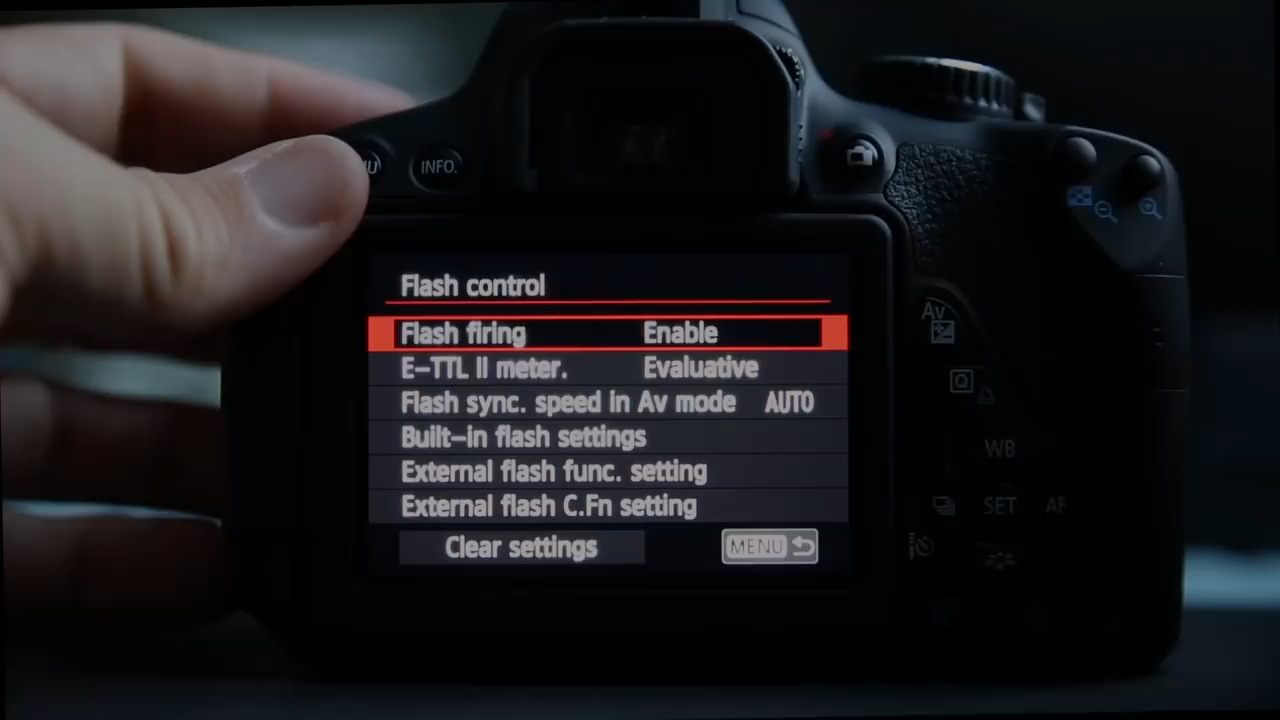 INFO.
Flash control
Flash firing Enable
E-TTL II meter. Evaluative
Flash sync. speed in Av mode AUTO
Built-in flash settings
External flash func. setting
External flash C.Fn setting
Clear settings MENU
Av
Q
WB
SET AF